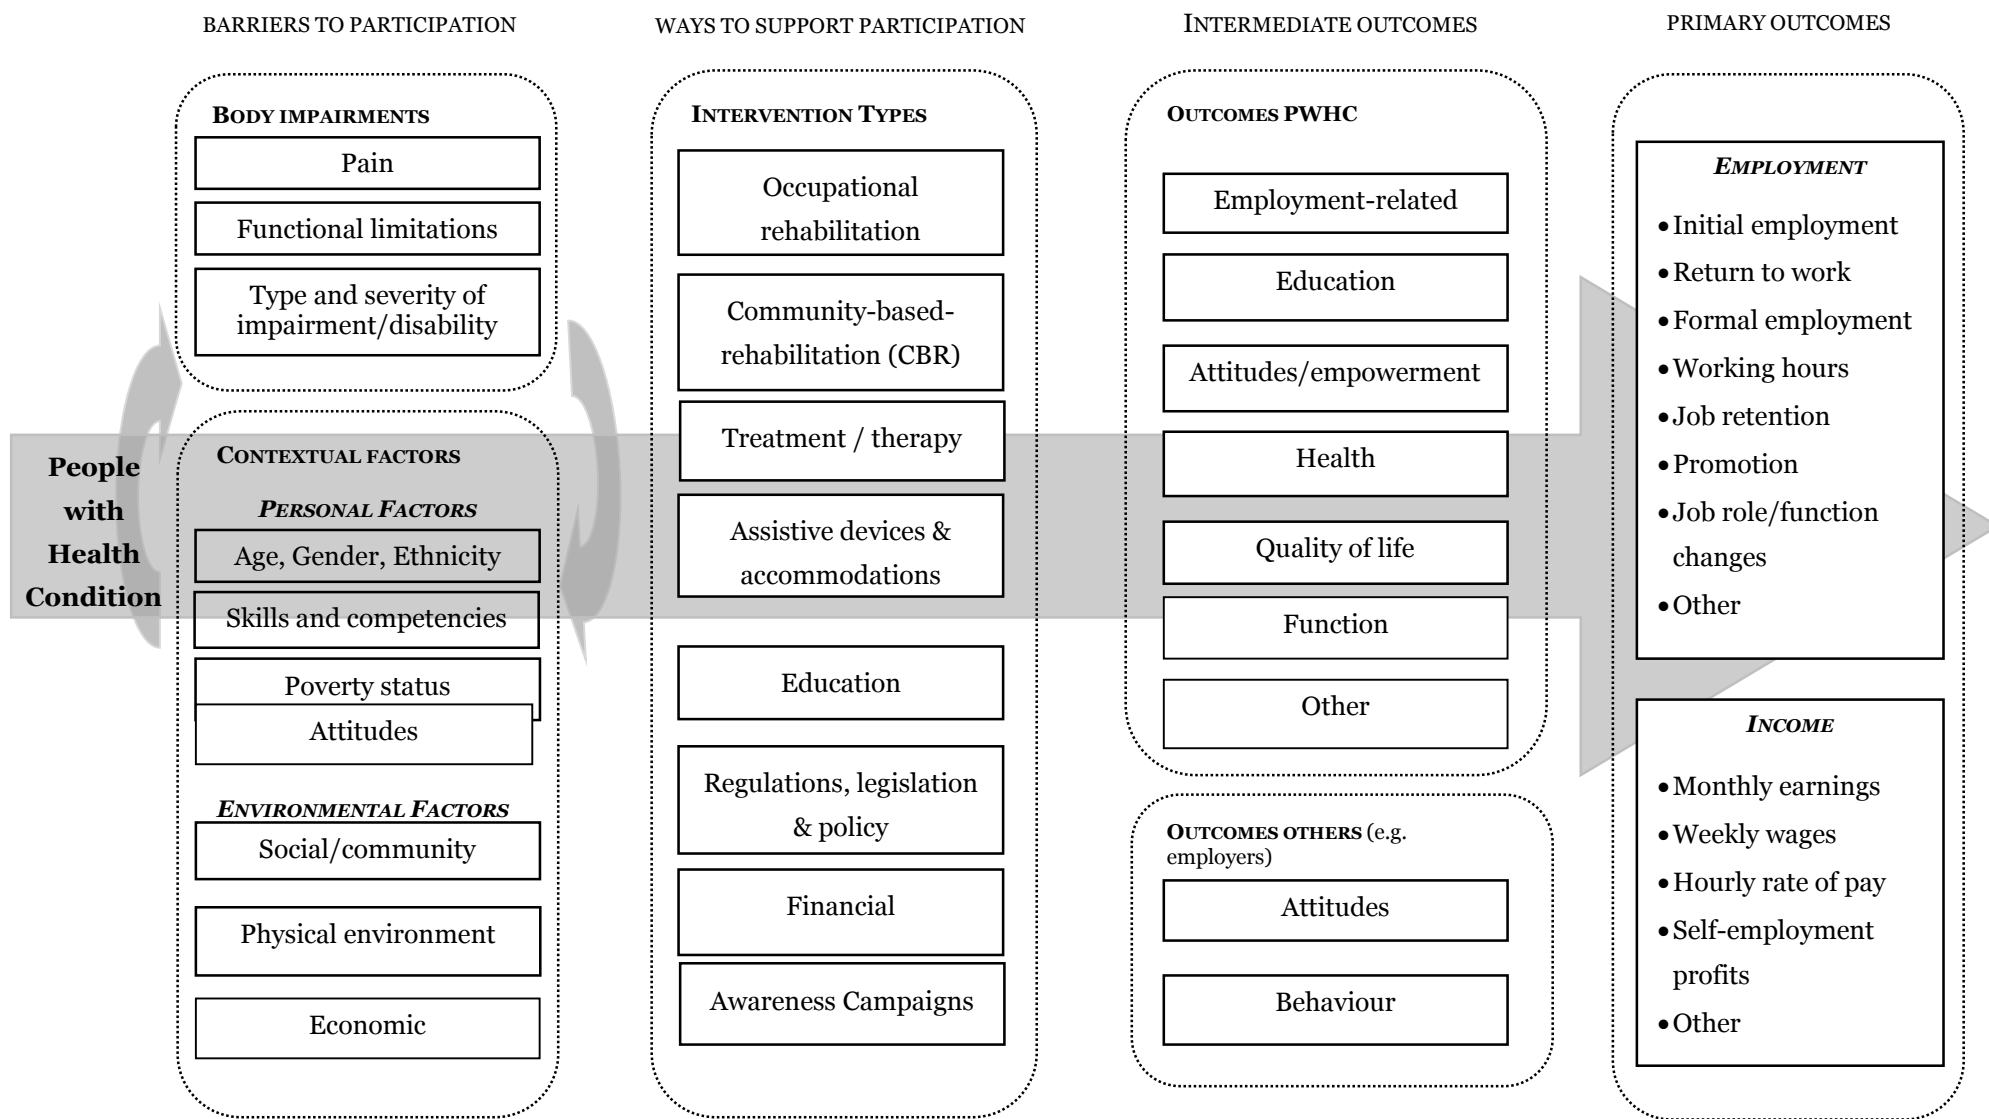 BARRIERS TO PARTICIPATION
WAYS TO SUPPORT PARTICIPATION
INTERMEDIATE OUTCOMES
PRIMARY OUTCOMES
People
with
Health
Condition
BODY IMPAIRMENTS
Pain
Functional limitations
Type and severity of
impairment/disability
CONTEXTUAL FACTORS
PERSONAL FACTORS
Age, Gender, Ethnicity
Skills and competencies
Poverty status
Attitudes
ENVIRONMENTAL FACTORS
Social/community
Physical environment
Economic
INTERVENTION TYPES
Occupational
rehabilitation
Community-based-
rehabilitation (CBR)
Treatment / therapy
Assistive devices &
accommodations
Education
Regulations, legislation
& policy
Financial
Awareness Campaigns
OUTCOMES PWHC
Employment-related
Education
Attitudes/empowerment
Health
Quality of life
Function
Other
OUTCOMES OTHERS (e.g.
employers)
Attitudes
Behaviour
EMPLOYMENT
•Initial employment
•Return to work
•Formal employment
•Working hours
•Job retention
•Promotion
•Job role/function
changes
•Other
INCOME
•Monthly earnings
•Weekly wages
•Hourly rate of pay
•Self-employment
profits
•Other